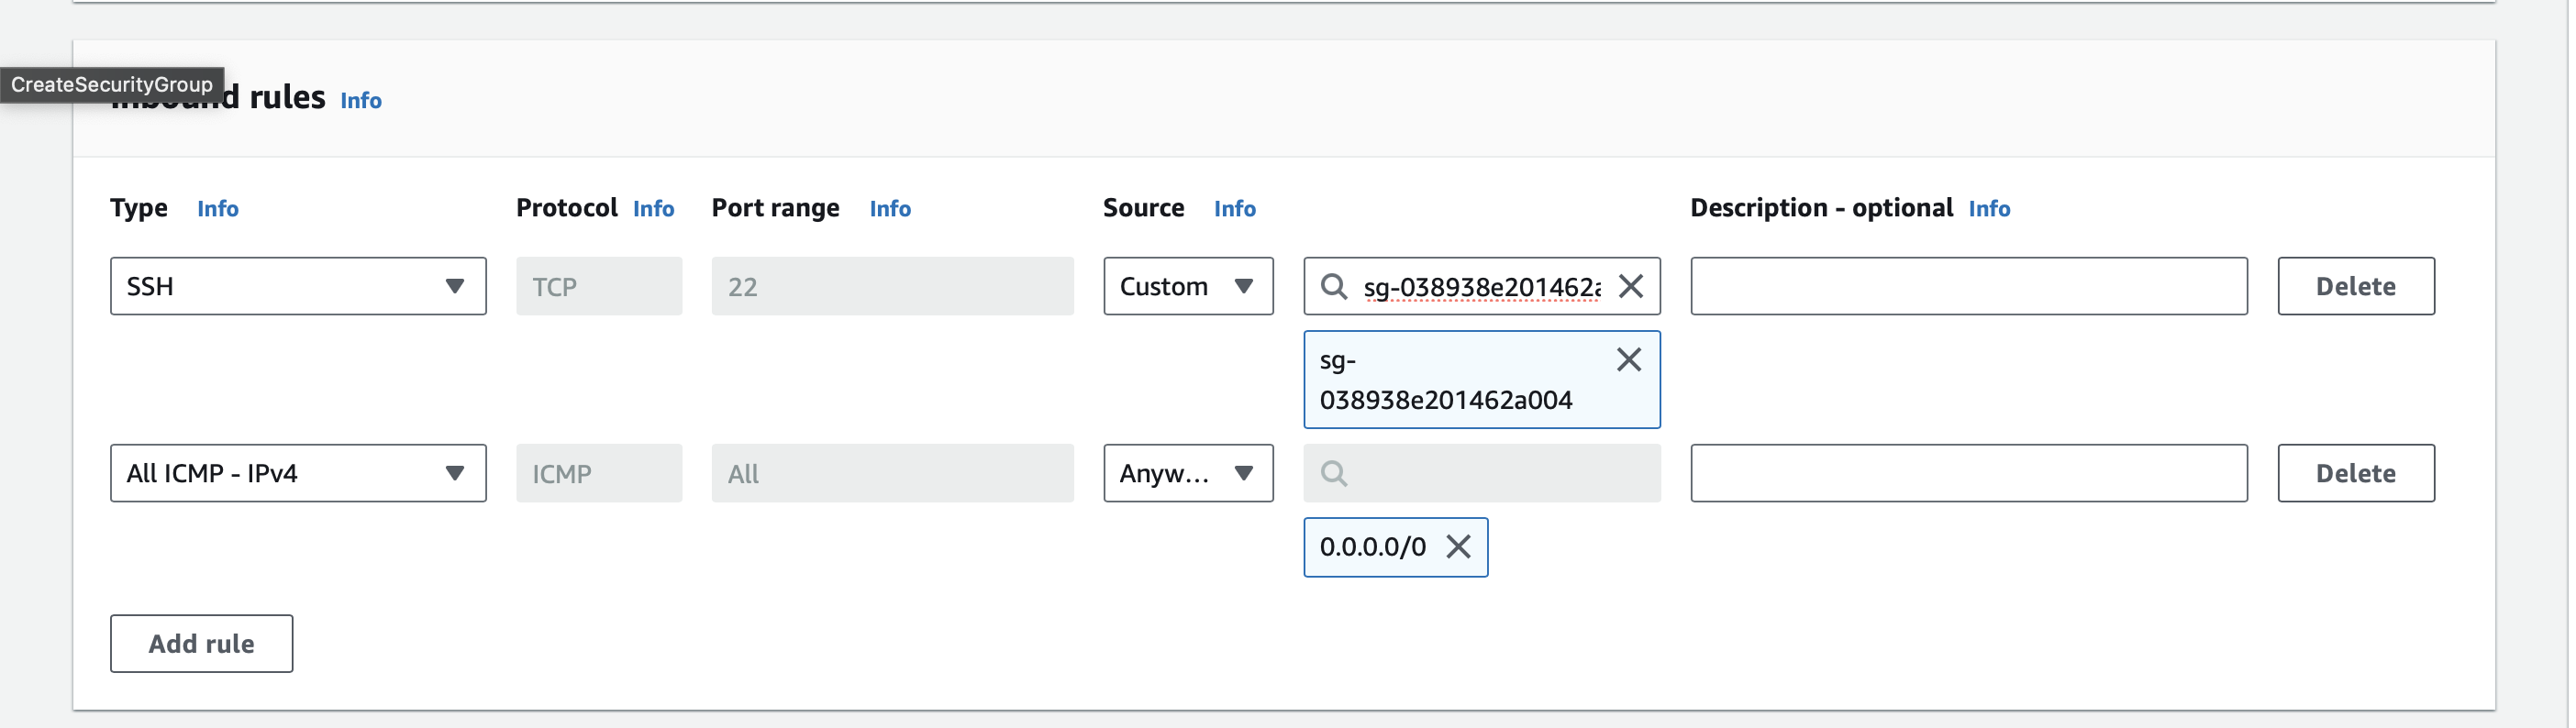 CreateSecurityGroup
Inbound rules Info
Type Info Protocol Info Port range Info Source Info Description - optional Info
SSH TCP 22 Custom sg-038938e201462a Delete
sg-
038938e201462a004
All ICMP - IPv4 ICMP All Anyw... Delete
0.0.0.0/0
Add rule